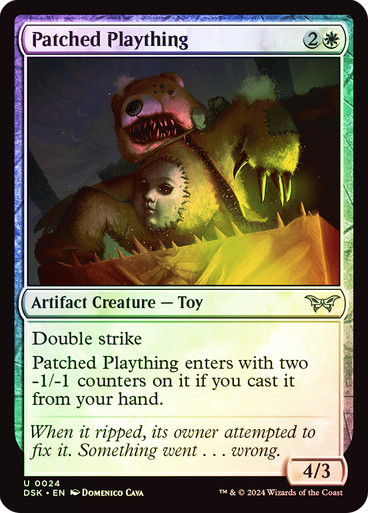 Patched Plaything 2
Artifact Creature — Toy
Double strike
Patched Plaything enters with two
-1/-1 counters on it if you cast it
from your hand.
When it ripped, its owner attempted to
fix it. Something went . . . wrong.
4/3
U 0024
DSK • EN Domenico Cava
™ & © 2024 Wizards of the Coast